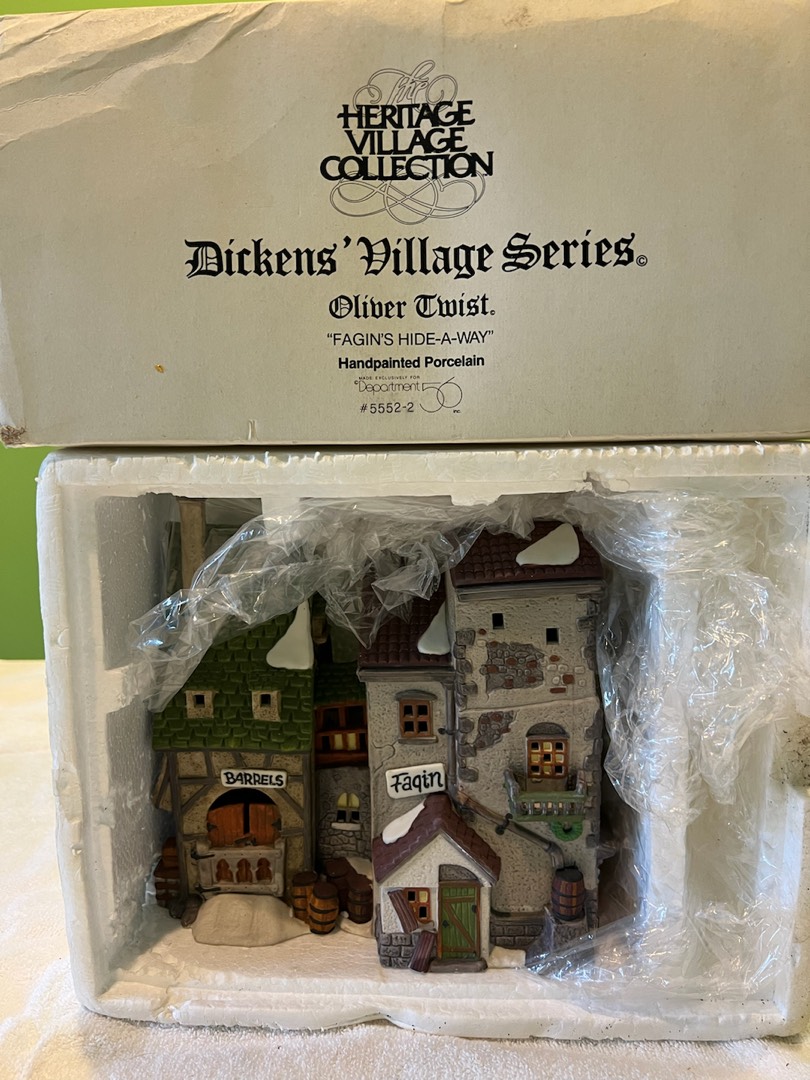 The
HERITAGE
VILLAGE
COLLECTION
Dickens' Village Series©
Oliver Twist©
"FAGIN'S HIDE-A-WAY"
Handpainted Porcelain
MADE EXCLUSIVELY FOR
©Department 56 INC.
#5552-2
BARRELS
Fagin